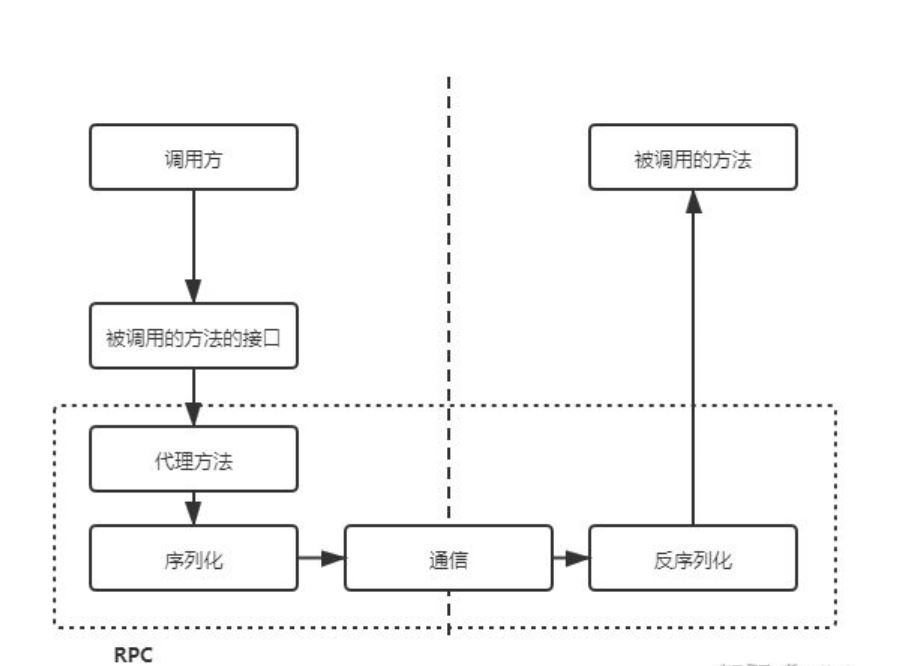 调用方
被调用的方法
被调用的方法的接口
代理方法
序列化
通信
反序列化
RPC